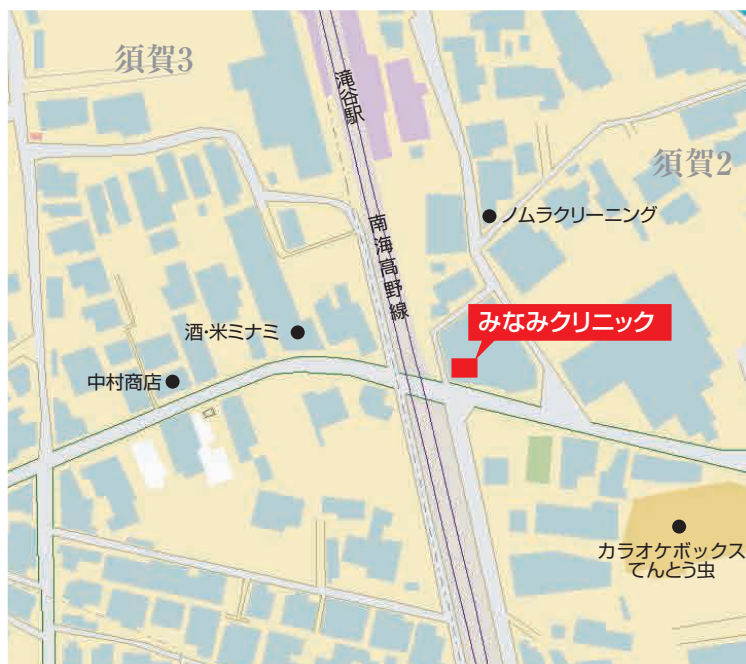 須賀3
滝谷駅
須賀2
ノムラクリーニング
南海高野線
みなみクリニック
酒・米ミナミ
中村商店
カラオケボックス
てんとう虫